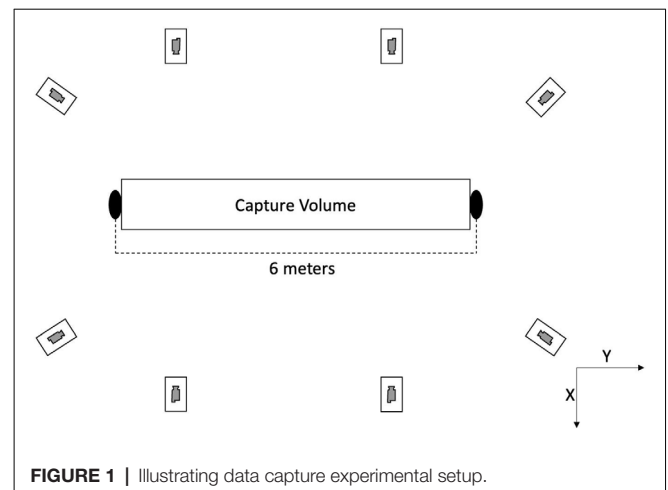 Capture Volume
6 meters
Y
X
FIGURE 1 | Illustrating data capture experimental setup.